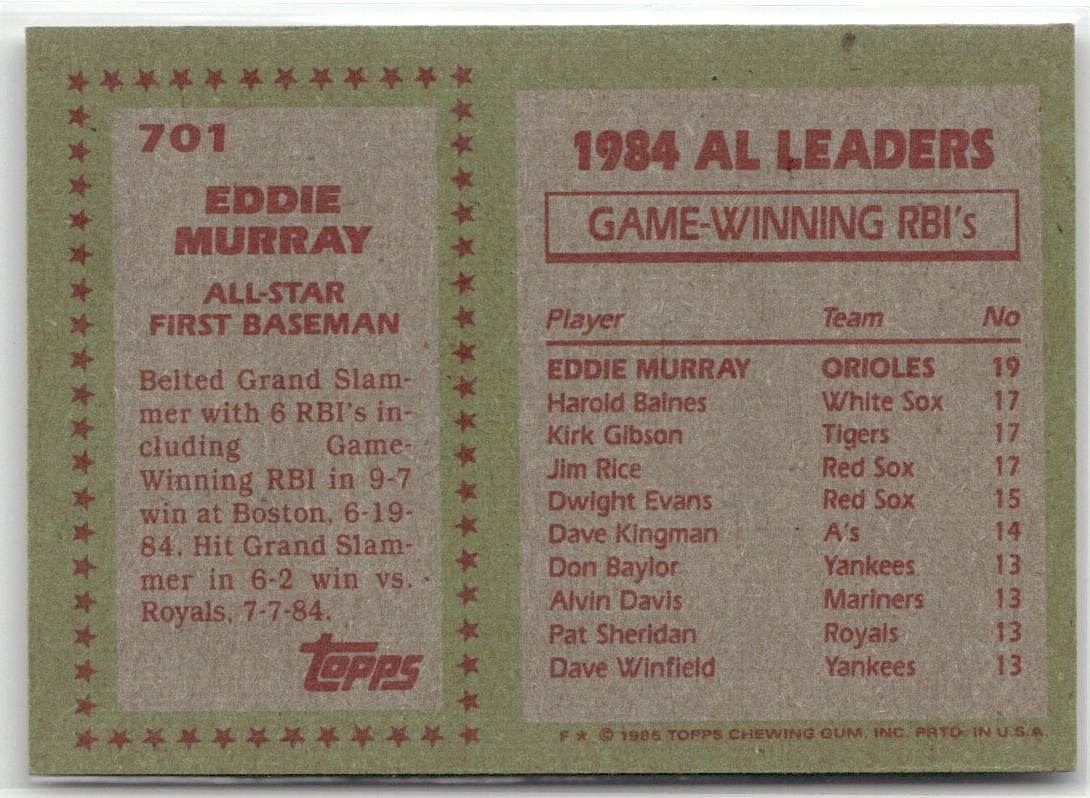 701
EDDIE
MURRAY
ALL-STAR
FIRST BASEMAN
Belted Grand Slam-
mer with 6 RBI's in-
cluding Game-
Winning RBI in 9-7
win at Boston, 6-19-
84. Hit Grand Slam-
mer in 6-2 win vs.
Royals, 7-7-84.
Topps
1984 AL LEADERS
GAME-WINNING RBI's
Player Team No
EDDIE MURRAY ORIOLES 19
Harold Baines White Sox 17
Kirk Gibson Tigers 17
Jim Rice Red Sox 17
Dwight Evans Red Sox 15
Dave Kingman A's 14
Don Baylor Yankees 13
Alvin Davis Mariners 13
Pat Sheridan Royals 13
Dave Winfield Yankees 13
F ★ © 1985 TOPPS CHEWING GUM, INC. PRTD. IN U.S.A.